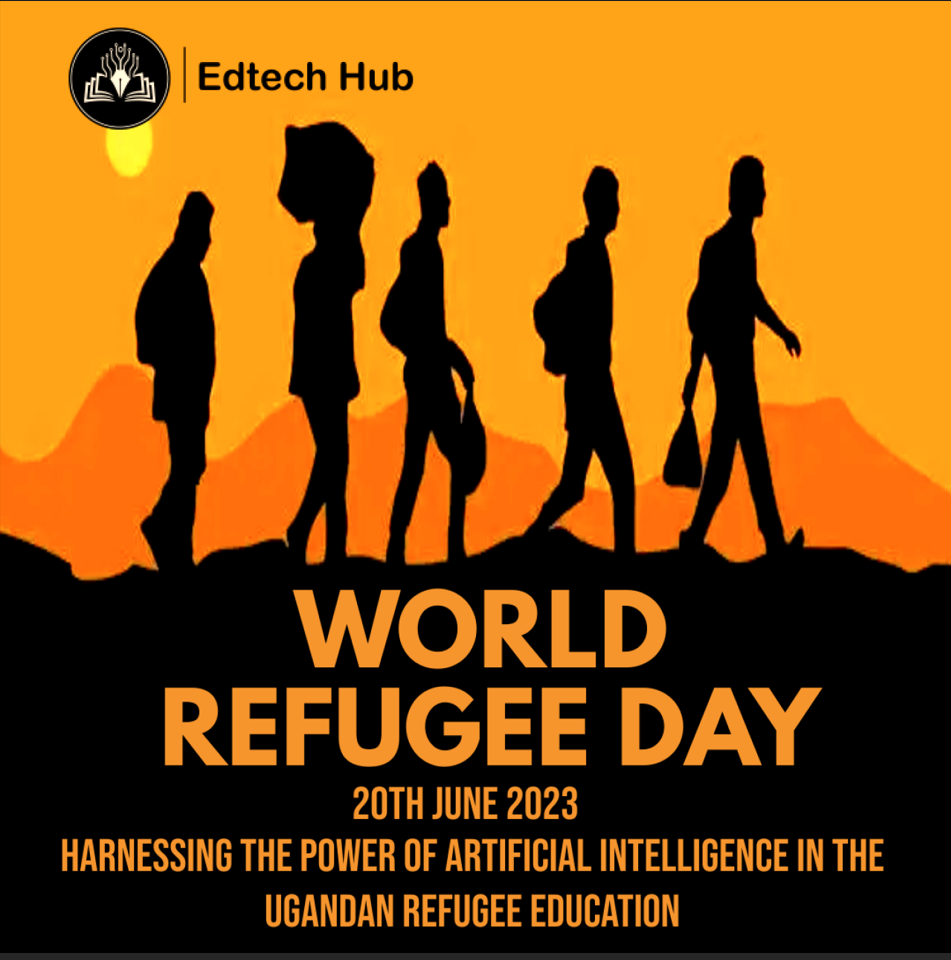 Edtech Hub
WORLD
REFUGEE DAY
20TH JUNE 2023
HARNESSING THE POWER OF ARTIFICIAL INTELLIGENCE IN THE
UGANDAN REFUGEE EDUCATION